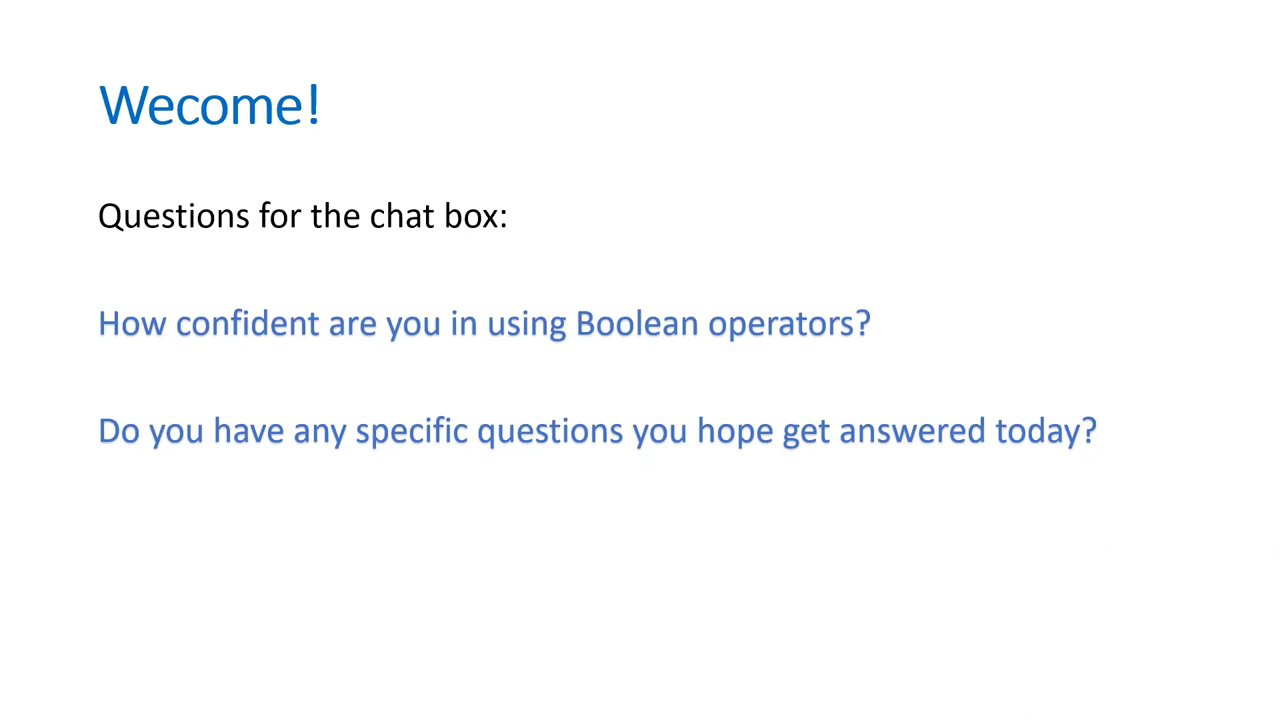 Wecome!
Questions for the chat box:
How confident are you in using Boolean operators?
Do you have any specific questions you hope get answered today?